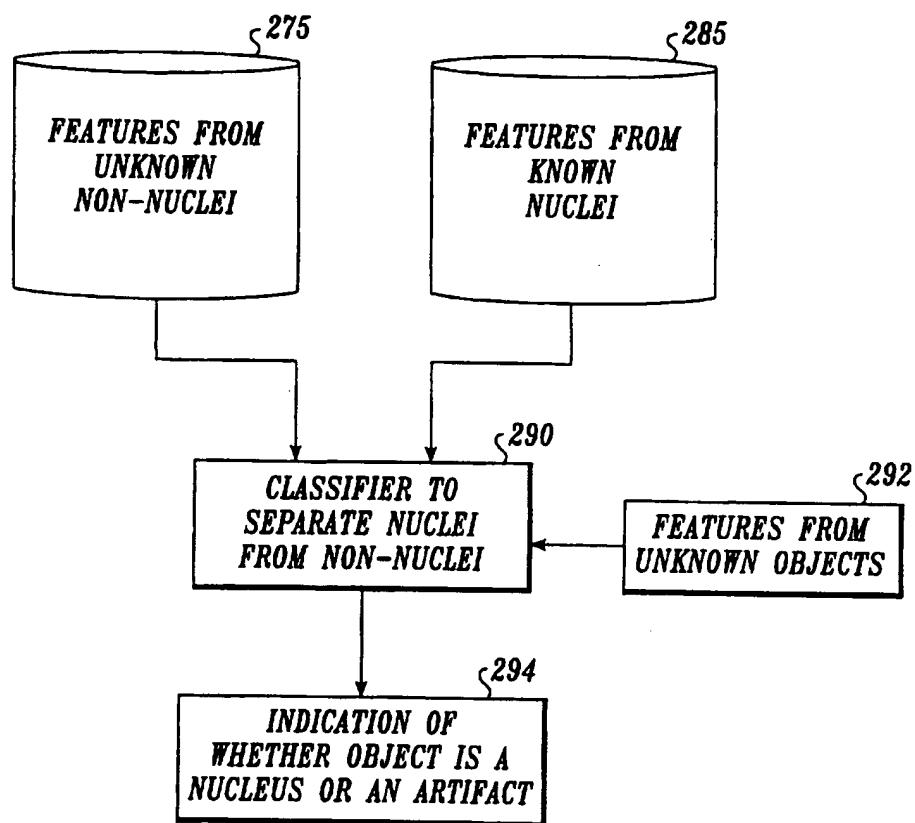 275
FEATURES FROM
UNKNOWN
NON-NUCLEI
285
FEATURES FROM
KNOWN
NUCLEI
290
CLASSIFIER TO
SEPARATE NUCLEI
FROM NON-NUCLEI
292
FEATURES FROM
UNKNOWN OBJECTS
294
INDICATION OF
WHETHER OBJECT IS A
NUCLEUS OR AN ARTIFACT